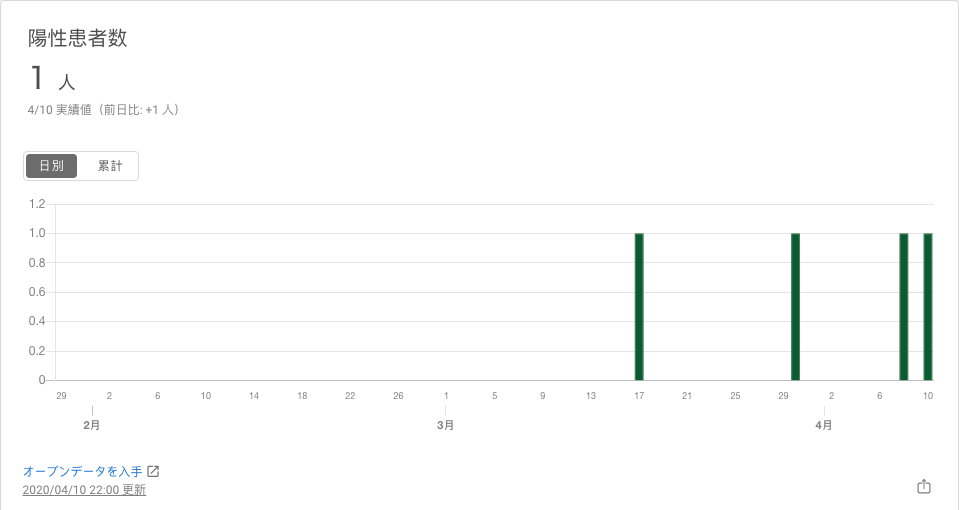 陽性患者数
1 人
4/10 実績値（前日比: +1 人）
日別 累計
1.2
1.0
0.8
0.6
0.4
0.2
0
29 2 6 10 14 18 22 26 1 5 9 13 17 21 25 29 2 6 10
2月 3月 4月
オープンデータを入手
2020/04/10 22:00 更新